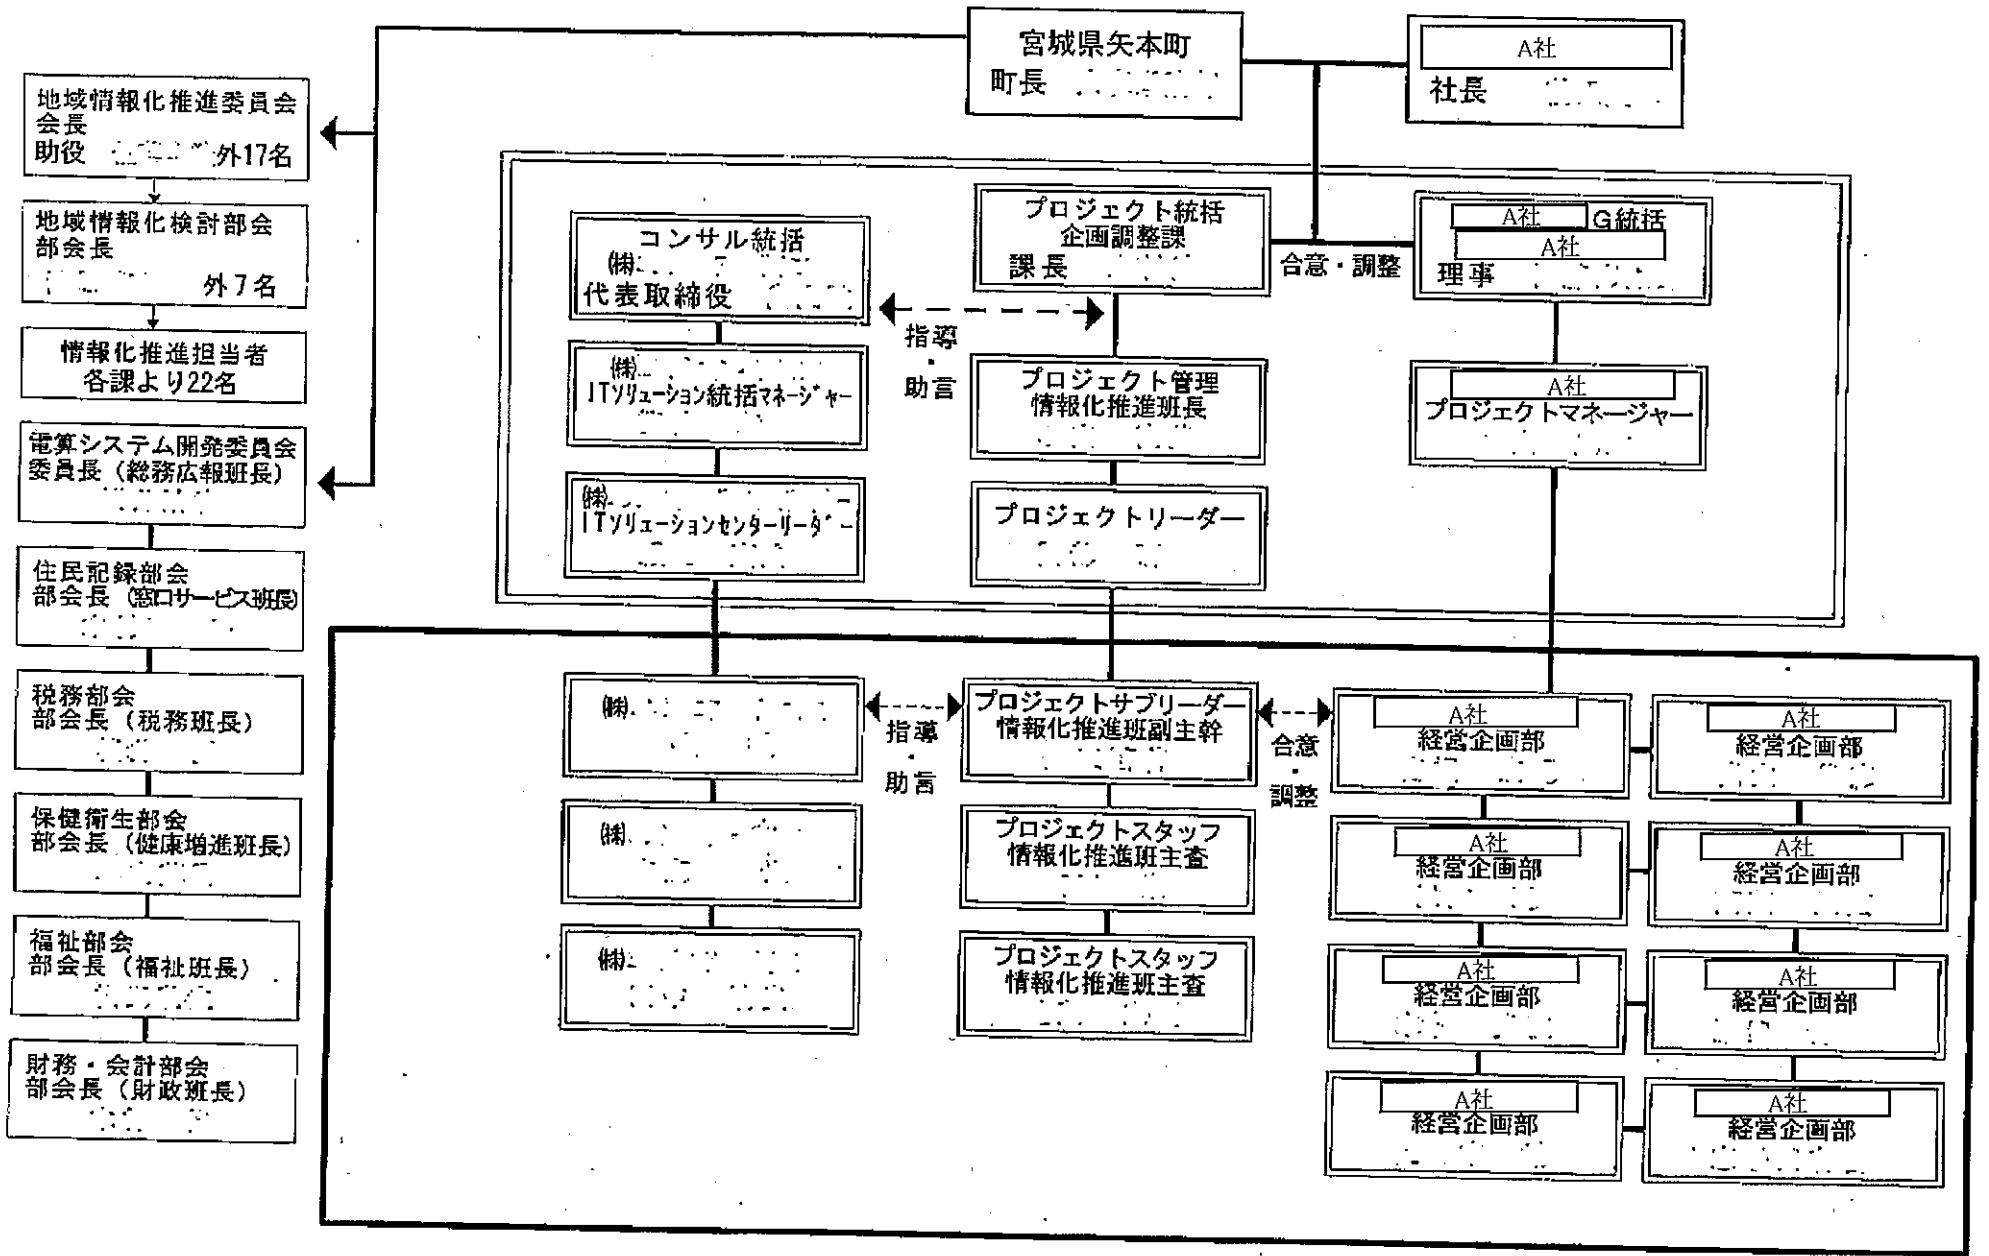 宮城県矢本町
町長
A社
社長
地域情報化推進委員会
会長
助役 外17名
地域情報化検討部会
部会長
外7名
情報化推進担当者
各課より22名
電算システム開発委員会
委員長(総務広報班長)
住民記録部会
部会長(窓口サービス班長)
税務部会
部会長(税務班長)
保健衛生部会
部会長(健康増進班長)
福祉部会
部会長(福祉班長)
財務・会計部会
部会長(財政班長)
コンサル統括
㈱
代表取締役
㈱
ITソリューション統括マネージャー
㈱
ITソリューションセンターリーダー
指導
・
助言
プロジェクト統括
企画調整課
課長
プロジェクト管理
情報化推進班長
プロジェクトリーダー
合意・調整
A社 G統括
A社
理事
A社
プロジェクトマネージャー
㈱
㈱
㈱
指導
・
助言
プロジェクトサブリーダー
情報化推進班副主幹
プロジェクトスタッフ
情報化推進班主査
プロジェクトスタッフ
情報化推進班主査
合意
・
調整
A社
経営企画部
A社
経営企画部
A社
経営企画部
A社
経営企画部
A社
経営企画部
A社
経営企画部
A社
経営企画部
A社
経営企画部